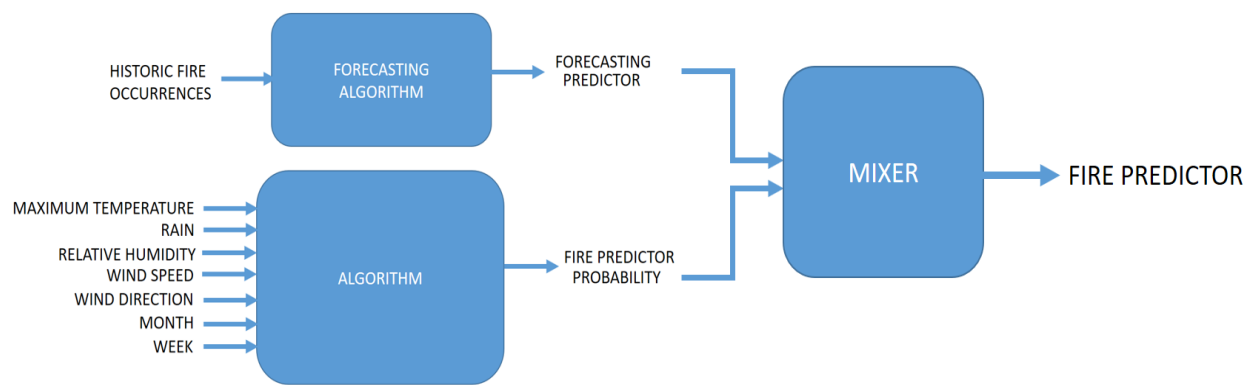 HISTORIC FIRE
OCCURRENCES
FORECASTING
ALGORITHM
FORECASTING
PREDICTOR
MAXIMUM TEMPERATURE
RAIN
RELATIVE HUMIDITY
WIND SPEED
WIND DIRECTION
MONTH
WEEK
ALGORITHM
FIRE PREDICTOR
PROBABILITY
MIXER
FIRE PREDICTOR